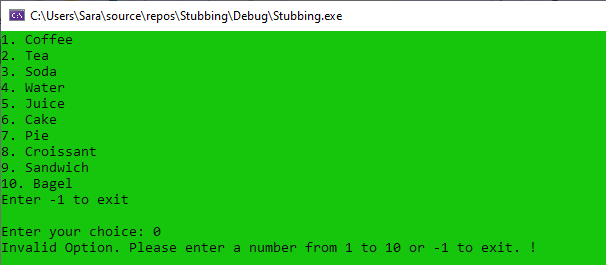 C:\Users\Sara\source\repos\Stubbing\Debug\Stubbing.exe
1. Coffee
2. Tea
3. Soda
4. Water
5. Juice
6. Cake
7. Pie
8. Croissant
9. Sandwich
10. Bagel
Enter -1 to exit
Enter your choice: 0
Invalid Option. Please enter a number from 1 to 10 or -1 to exit. !